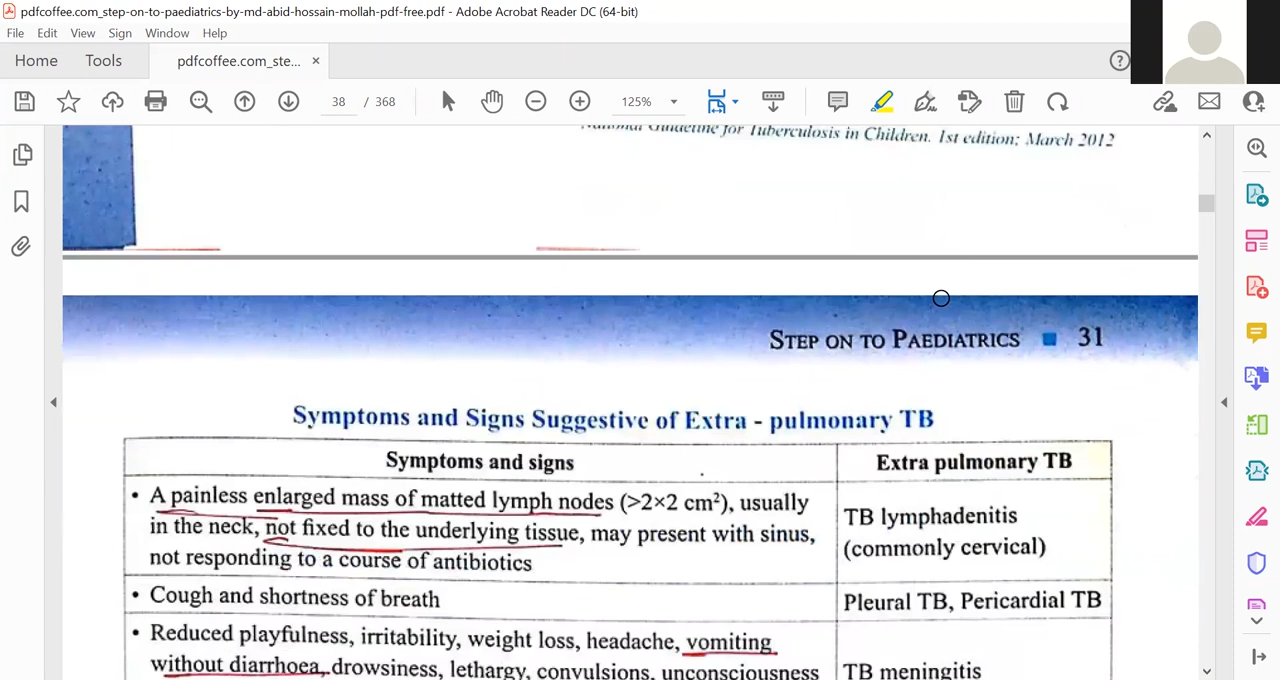 pdfcoffee.com_step-on-to-paediatrics-by-md-abid-hossain-mollah-pdf-free.pdf - Adobe Acrobat Reader DC (64-bit)
File Edit View Sign Window Help
Home Tools pdfcoffee.com_ste... ×
38 / 368 125%
National Guideline for Tuberculosis in Children. 1st edition; March 2012
STEP ON TO PAEDIATRICS ■ 31
Symptoms and Signs Suggestive of Extra - pulmonary TB
Symptoms and signs Extra pulmonary TB
• A painless enlarged mass of matted lymph nodes (>2×2 cm²), usually
in the neck, not fixed to the underlying tissue, may present with sinus,
not responding to a course of antibiotics
TB lymphadenitis
(commonly cervical)
• Cough and shortness of breath Pleural TB, Pericardial TB
• Reduced playfulness, irritability, weight loss, headache, vomiting
without diarrhoea, drowsiness, lethargy, convulsions, unconsciousness
TB meningitis